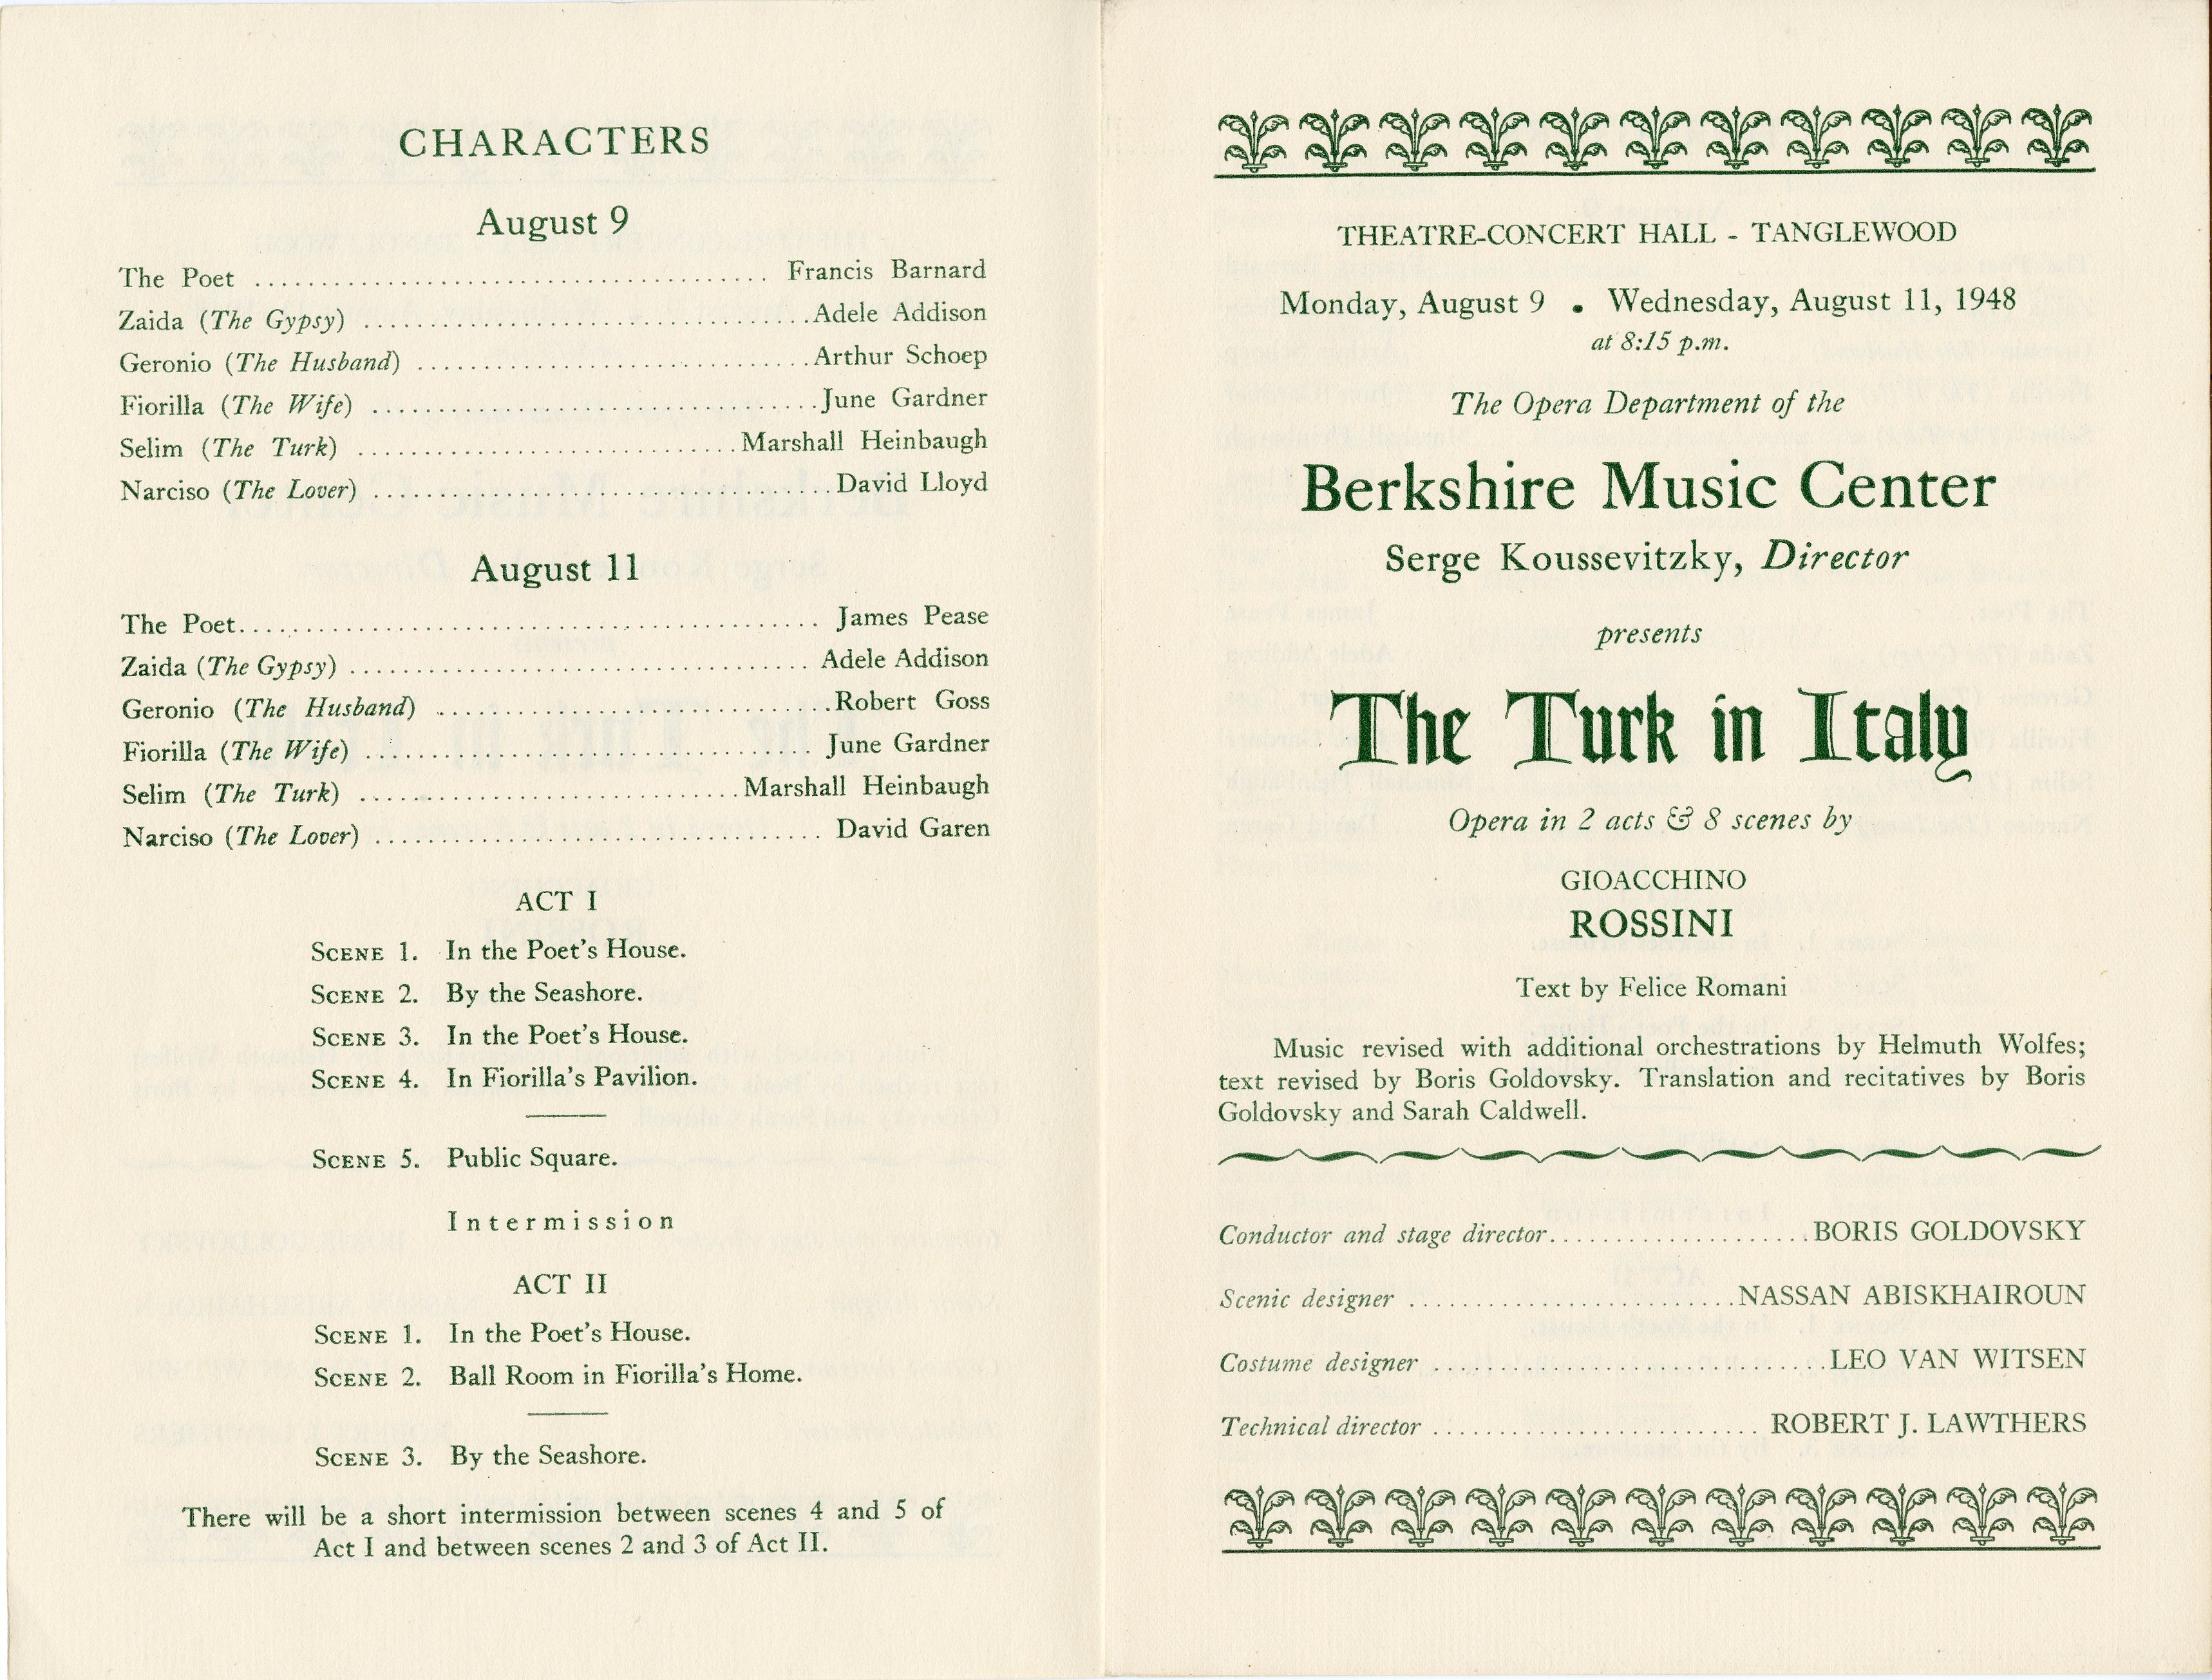 CHARACTERS
August 9
The Poet ........................................ Francis Barnard
Zaida (The Gypsy) ..................................Adele Addison
Geronio (The Husband) ..............................Arthur Schoep
Fiorilla (The Wife) ..................................June Gardner
Selim (The Turk) .............................Marshall Heinbaugh
Narciso (The Lover) ...................................David Lloyd
August 11
The Poet............................................ James Pease
Zaida (The Gypsy) ................................... Adele Addison
Geronio (The Husband) ..............................Robert Goss
Fiorilla (The Wife) .................................. June Gardner
Selim (The Turk) .............................Marshall Heinbaugh
Narciso (The Lover) .................................. David Garen
ACT I
SCENE 1. In the Poet's House.
SCENE 2. By the Seashore.
SCENE 3. In the Poet's House.
SCENE 4. In Fiorilla's Pavilion.
SCENE 5. Public Square.
Intermission
ACT II
SCENE 1. In the Poet's House.
SCENE 2. Ball Room in Fiorilla's Home.
SCENE 3. By the Seashore.
There will be a short intermission between scenes 4 and 5 of
Act I and between scenes 2 and 3 of Act II.
THEATRE-CONCERT HALL - TANGLEWOOD
Monday, August 9 • Wednesday, August 11, 1948
at 8:15 p.m.
The Opera Department of the
Berkshire Music Center
Serge Koussevitzky, Director
presents
The Turk in Italy
Opera in 2 acts & 8 scenes by
GIOACCHINO
ROSSINI
Text by Felice Romani
Music revised with additional orchestrations by Helmuth Wolfes;
text revised by Boris Goldovsky. Translation and recitatives by Boris
Goldovsky and Sarah Caldwell.
Conductor and stage director....................BORIS GOLDOVSKY
Scenic designer .........................NASSAN ABISKHAIROUN
Costume designer ..............................LEO VAN WITSEN
Technical director ......................... ROBERT J. LAWTHERS